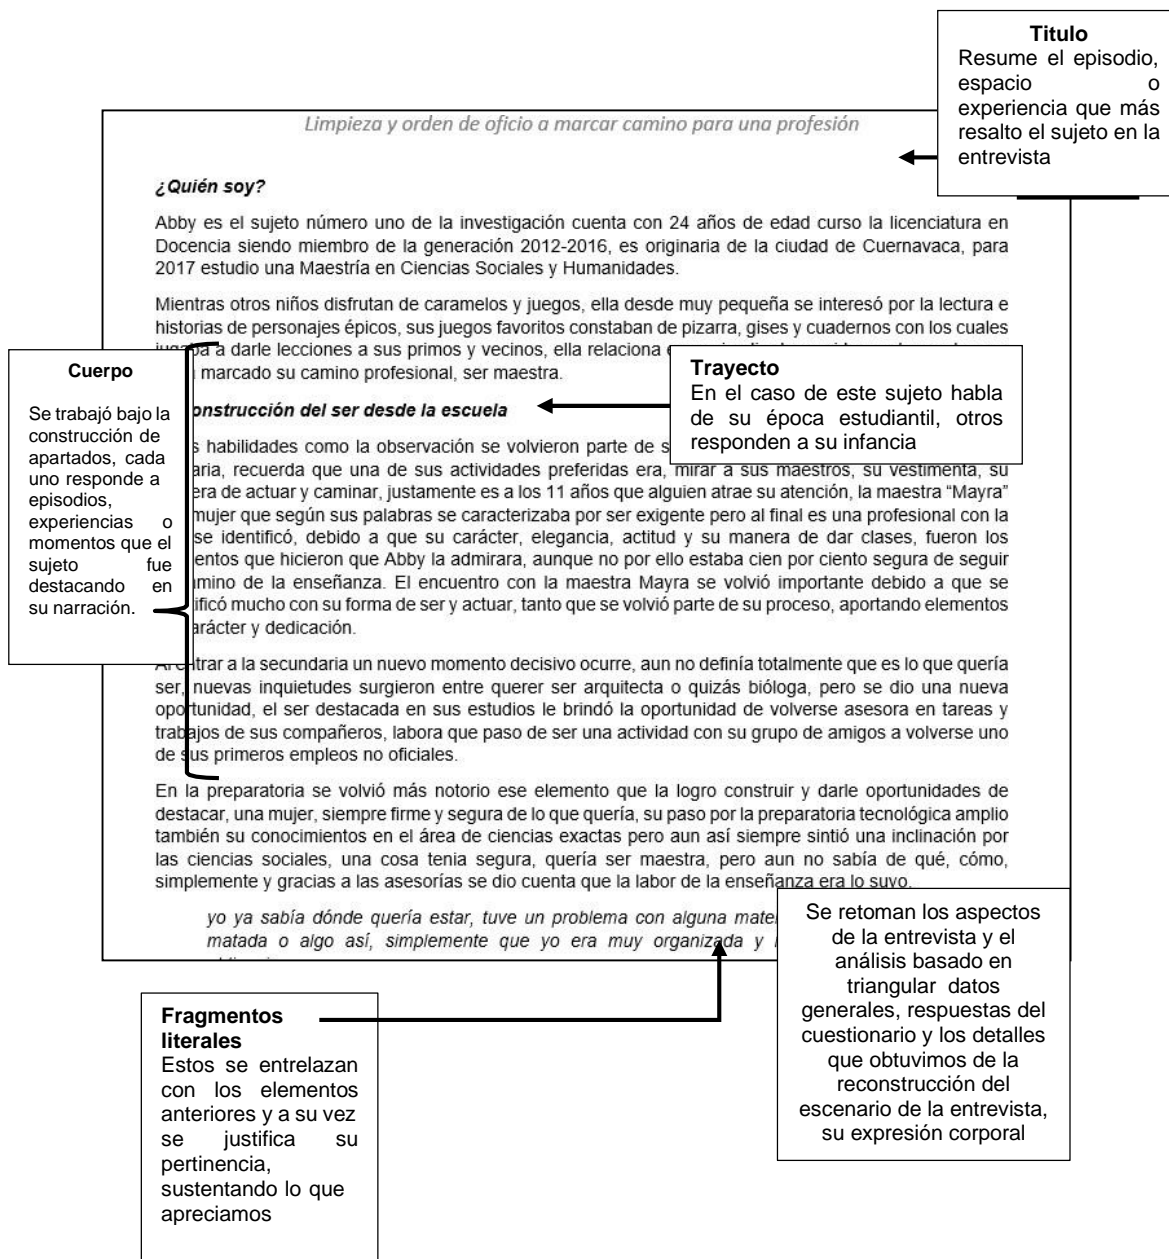 Titulo
Resume el episodio,
espacio o
experiencia que más
resalto el sujeto en la
entrevista
Limpieza y orden de oficio a marcar camino para una profesión
¿Quién soy?
Abby es el sujeto número uno de la investigación cuenta con 24 años de edad curso la licenciatura en
Docencia siendo miembro de la generación 2012-2016, es originaria de la ciudad de Cuernavaca, para
2017 estudio una Maestría en Ciencias Sociales y Humanidades.
Mientras otros niños disfrutan de caramelos y juegos, ella desde muy pequeña se interesó por la lectura e
historias de personajes épicos, sus juegos favoritos constaban de pizarra, gises y cuadernos con los cuales
jugaba a darle lecciones a sus primos y vecinos, ella relaciona
marcado su camino profesional, ser maestra.
Cuerpo
Se trabajó bajo la
construcción de
apartados, cada
uno responde a
episodios,
experiencias o
momentos que el
sujeto fue
destacando en
su narración.
Trayecto
En el caso de este sujeto habla
de su época estudiantil, otros
responden a su infancia
onstrucción del ser desde la escuela
habilidades como la observación se volvieron parte de s
aria, recuerda que una de sus actividades preferidas era, mirar a sus maestros, su vestimenta, su
era de actuar y caminar, justamente es a los 11 años que alguien atrae su atención, la maestra “Mayra”
mujer que según sus palabras se caracterizaba por ser exigente pero al final es una profesional con la
se identificó, debido a que su carácter, elegancia, actitud y su manera de dar clases, fueron los
entos que hicieron que Abby la admirara, aunque no por ello estaba cien por ciento segura de seguir
mino de la enseñanza. El encuentro con la maestra Mayra se volvió importante debido a que se
ificó mucho con su forma de ser y actuar, tanto que se volvió parte de su proceso, aportando elementos
arácter y dedicación.
Al entrar a la secundaria un nuevo momento decisivo ocurre, aun no definía totalmente que es lo que quería
ser, nuevas inquietudes surgieron entre querer ser arquitecta o quizás bióloga, pero se dio una nueva
oportunidad, el ser destacada en sus estudios le brindó la oportunidad de volverse asesora en tareas y
trabajos de sus compañeros, labora que paso de ser una actividad con su grupo de amigos a volverse uno
de sus primeros empleos no oficiales.
En la preparatoria se volvió más notorio ese elemento que la logro construir y darle oportunidades de
destacar, una mujer, siempre firme y segura de lo que quería, su paso por la preparatoria tecnológica amplio
también su conocimientos en el área de ciencias exactas pero aun así siempre sintió una inclinación por
las ciencias sociales, una cosa tenia segura, quería ser maestra, pero aun no sabía de qué, cómo,
simplemente y gracias a las asesorías se dio cuenta que la labor de la enseñanza era lo suyo.
yo ya sabía dónde quería estar, tuve un problema con alguna mate
matada o algo así, simplemente que yo era muy organizada y
Se retoman los aspectos
de la entrevista y el
análisis basado en
triangular datos
generales, respuestas del
cuestionario y los detalles
que obtuvimos de la
reconstrucción del
escenario de la entrevista,
su expresión corporal
Fragmentos
literales
Estos se entrelazan
con los elementos
anteriores y a su vez
se justifica su
pertinencia,
sustentando lo que
apreciamos